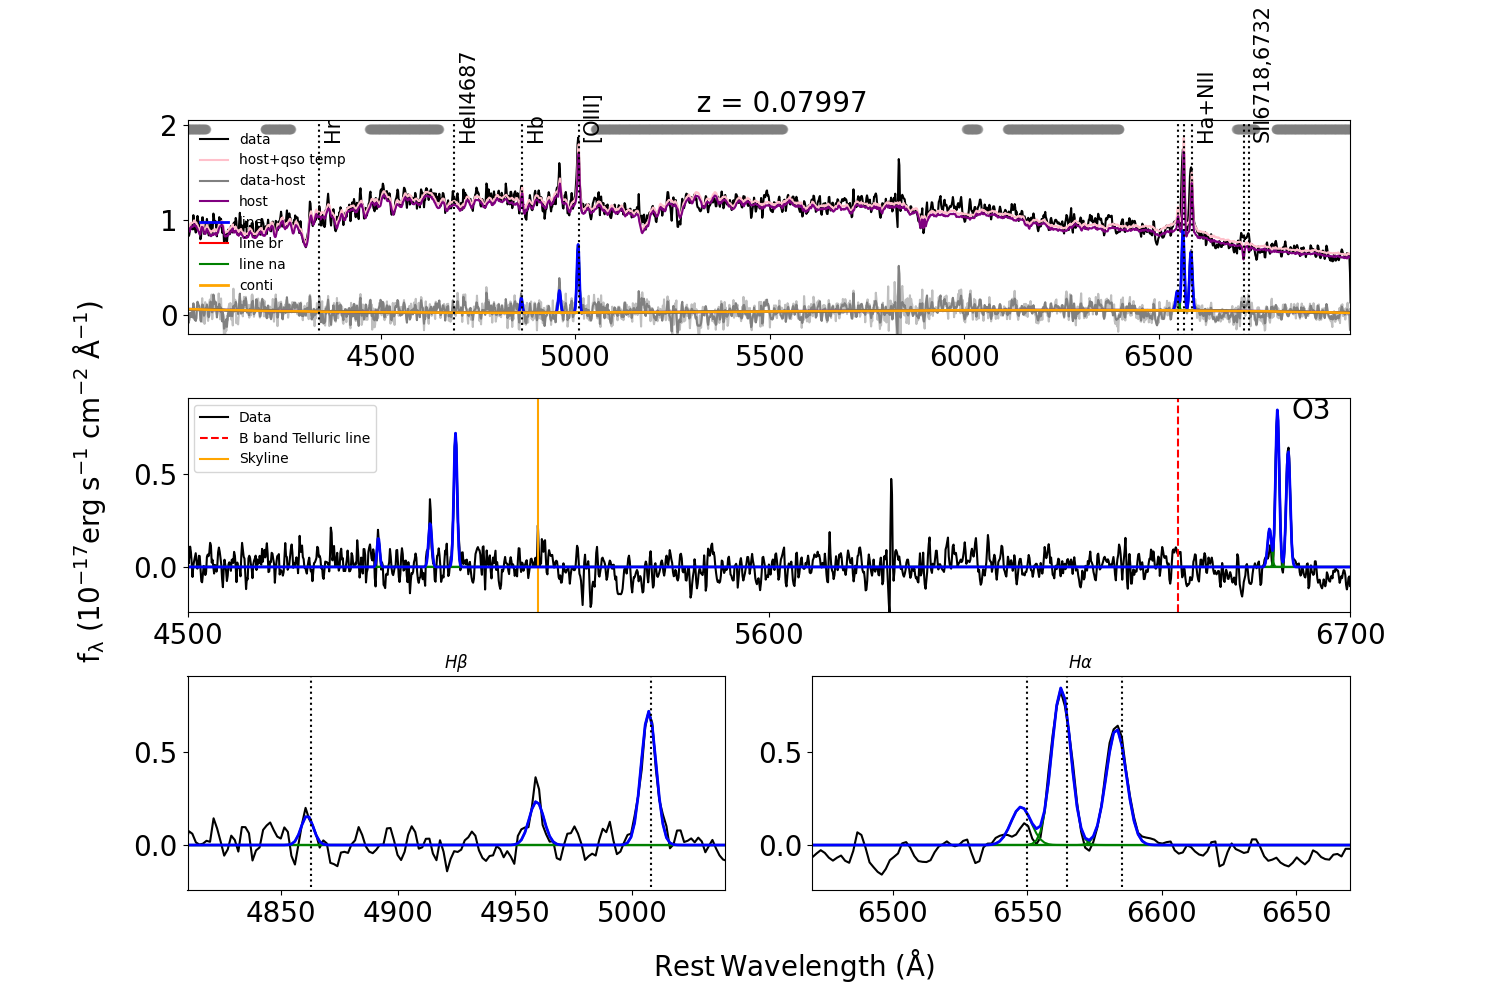 z = 0.07997
Hr
HeII4687
Hb
[OIII]
Ha+NII
SII6718,6732
data
host+qso temp
data-host
host
line
line br
line na
conti
2
1
0
4500 5000 5500 6000 6500
fλ (10⁻¹⁷erg s⁻¹ cm⁻² Å⁻¹)
Data
B band Telluric line
Skyline
O3
0.5
0.0
4500 5600 6700
Hβ
0.5
0.0
4850 4900 4950 5000
Hα
0.5
0.0
6500 6550 6600 6650
Rest Wavelength (Å)